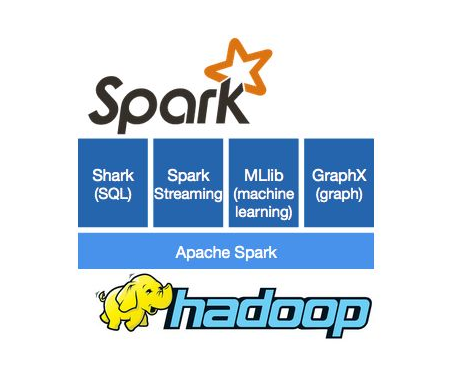 Spark
Shark
(SQL)
Spark
Streaming
MLlib
(machine
learning)
GraphX
(graph)
Apache Spark
hadoop